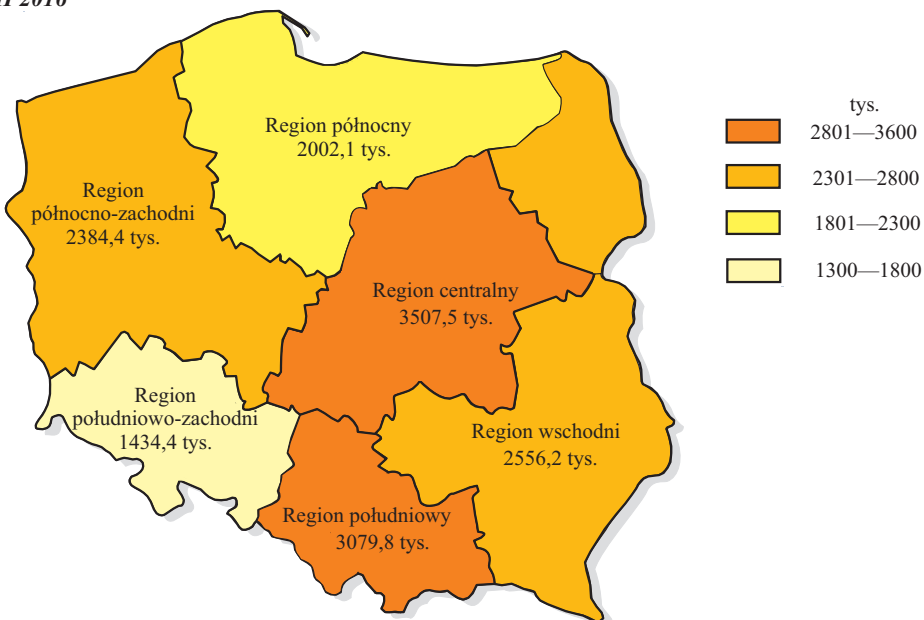 2016
tys.
2801—3600
2301—2800
1801—2300
1300—1800
Region północny
2002,1 tys.
Region
północno-zachodni
2384,4 tys.
Region centralny
3507,5 tys.
Region
południowo-zachodni
1434,4 tys.
Region wschodni
2556,2 tys.
Region południowy
3079,8 tys.